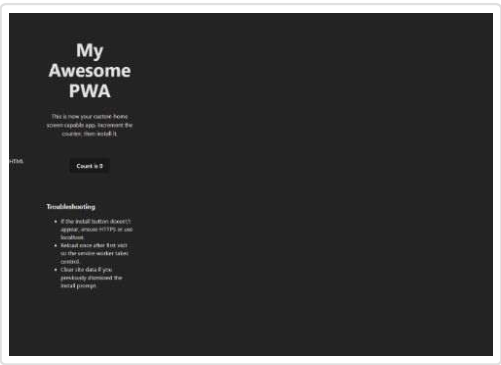 My
Awesome
PWA
This is now your custom home
screen capable app. Increment the
counter, then install it.
HTML
Count is 0
Troubleshooting
• If the install button doesn't
appear, ensure HTTPS or use
localhost.
• Reload once after first visit
so the service worker takes
control.
• Clear site data if you
previously dismissed the
install prompt.